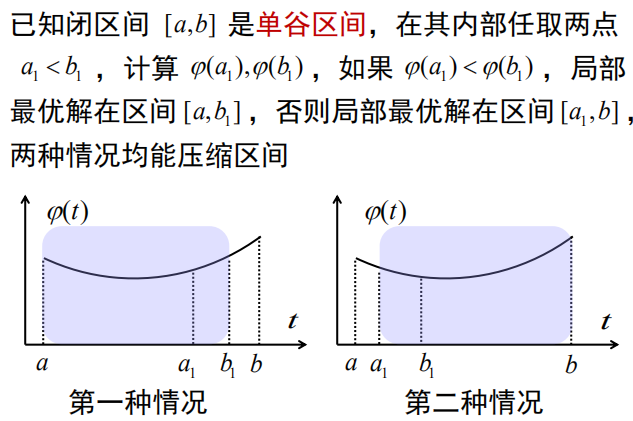 已知闭区间 [a,b] 是单谷区间，在其内部任取两点
a₁ < b₁ ，计算 φ(a₁),φ(b₁) ，如果 φ(a₁) < φ(b₁) ，局部
最优解在区间[a,b₁]，否则局部最优解在区间[a₁,b]，
两种情况均能压缩区间
φ(t)
t
a a₁ b₁ b
第一种情况
φ(t)
t
a a₁ b₁ b
第二种情况